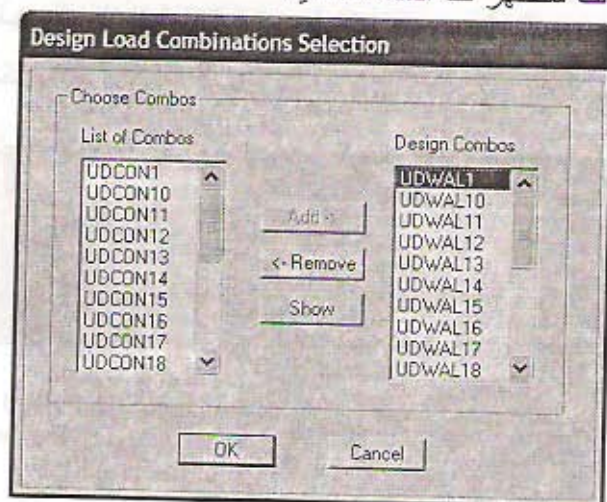 Design Load Combinations Selection
Choose Combos
List of Combos
Design Combos
UDCON1
UDCON10
UDCON11
UDCON12
UDCON13
UDCON14
UDCON15
UDCON16
UDCON17
UDCON18
Add ->
<- Remove
Show
UDWAL1
UDWAL10
UDWAL11
UDWAL12
UDWAL13
UDWAL14
UDWAL15
UDWAL16
UDWAL17
UDWAL18
OK
Cancel